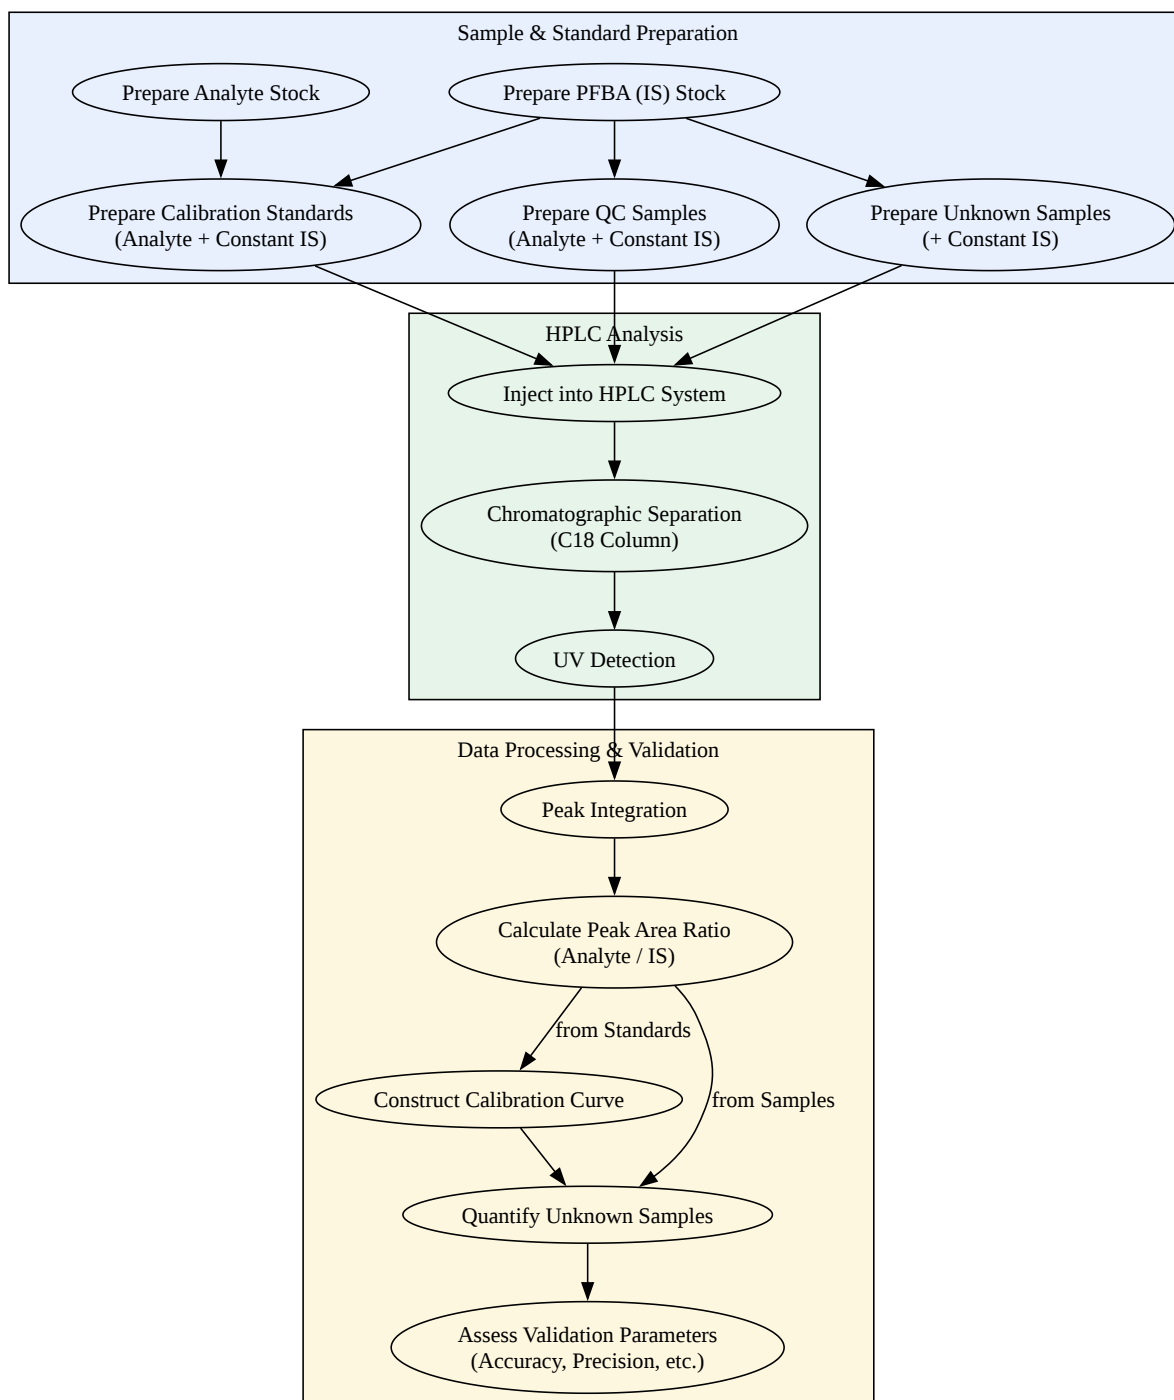 Sample & Standard Preparation
Prepare Analyte Stock
Prepare PFBA (IS) Stock
Prepare Calibration Standards
(Analyte + Constant IS)
Prepare QC Samples
(Analyte + Constant IS)
Prepare Unknown Samples
(+ Constant IS)
HPLC Analysis
Inject into HPLC System
Chromatographic Separation
(C18 Column)
UV Detection
Data Processing & Validation
Peak Integration
Calculate Peak Area Ratio
(Analyte / IS)
from Standards
Construct Calibration Curve
from Samples
Quantify Unknown Samples
Assess Validation Parameters
(Accuracy, Precision, etc.)